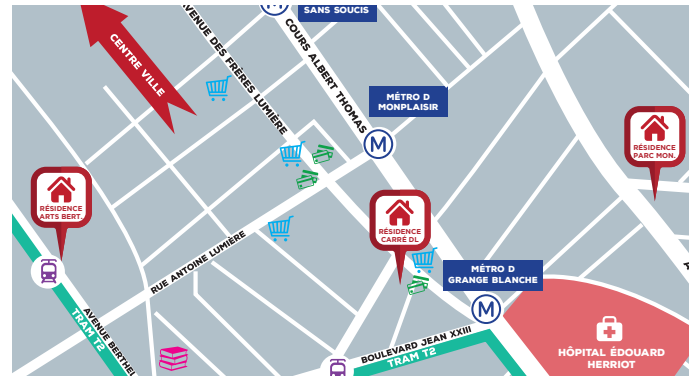 SANS SOUCIS
CENTRE VILLE
AVENUE DES FRÈRES LUMIÈRE
COURS ALBERT THOMAS
MÉTRO D
MONPLAISIR
M
RÉSIDENCE
PARC MON.
RÉSIDENCE
ARTS BERT.
RÉSIDENCE
CARRÉ DL
RUE ANTOINE LUMIÈRE
MÉTRO D
GRANGE BLANCHE
M
AVENUE BERTHEL
TRAM T2
BOULEVARD JEAN XXIII
TRAM T2
HÔPITAL ÉDOUARD
HERRIOT